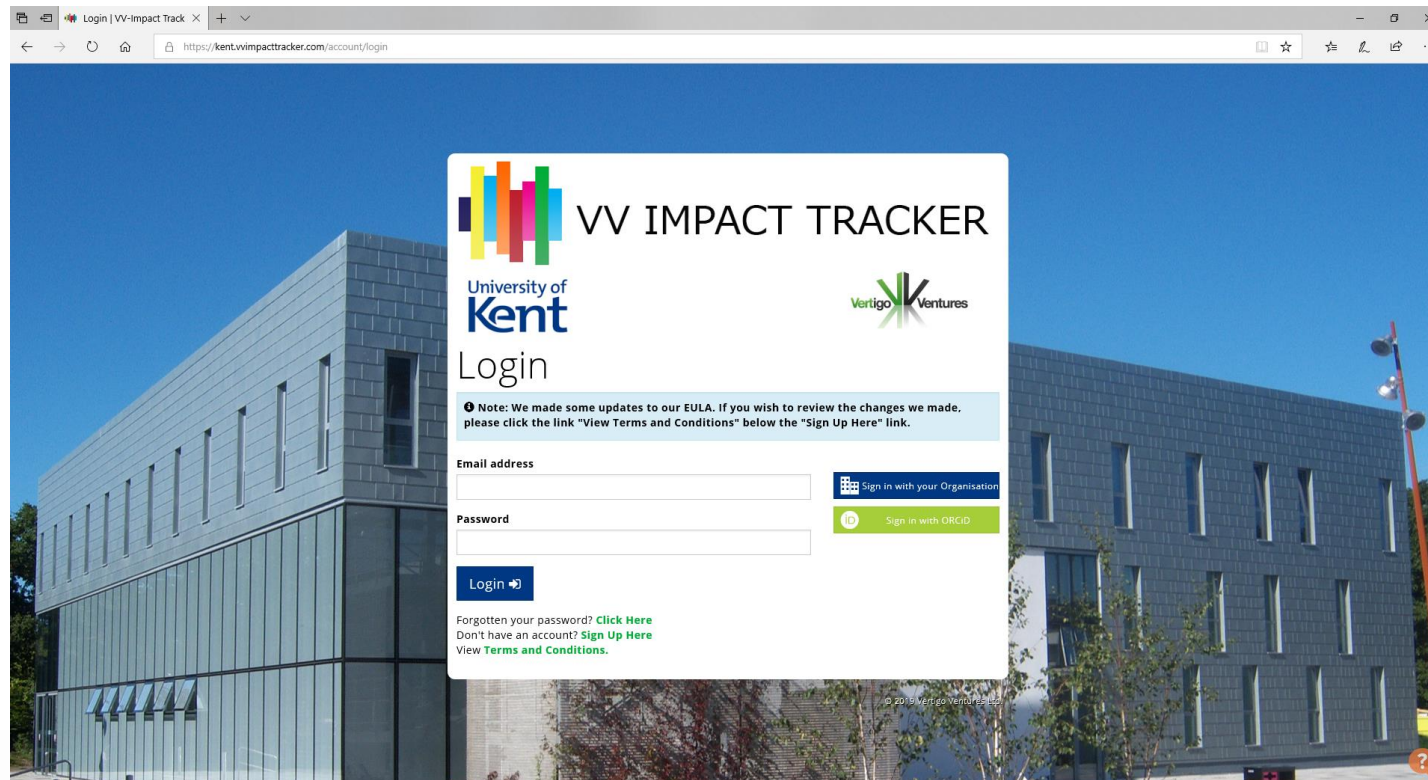 Login | VV-Impact Track
https://kent.vvimpacttracker.com/account/login
VV IMPACT TRACKER
University of
Kent
Vertigo Ventures
Login
Note: We made some updates to our EULA. If you wish to review the changes we made,
please click the link "View Terms and Conditions" below the "Sign Up Here" link.
Email address
Sign in with your Organisation
Password
iD Sign in with ORCiD
Login
Forgotten your password? Click Here
Don't have an account? Sign Up Here
View Terms and Conditions.
© 2019 Vertigo Ventures Ltd.
?